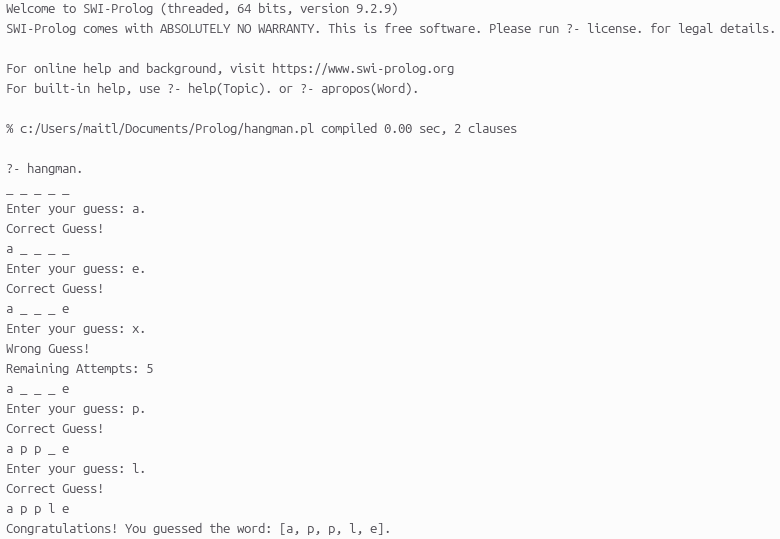 Welcome to SWI-Prolog (threaded, 64 bits, version 9.2.9)
SWI-Prolog comes with ABSOLUTELY NO WARRANTY. This is free software. Please run ?- license. for legal details.
For online help and background, visit https://www.swi-prolog.org
For built-in help, use ?- help(Topic). or ?- apropos(Word).
% c:/Users/maitl/Documents/Prolog/hangman.pl compiled 0.00 sec, 2 clauses
?- hangman.
_ _ _ _ _
Enter your guess: a.
Correct Guess!
a _ _ _ _
Enter your guess: e.
Correct Guess!
a _ _ _ e
Enter your guess: x.
Wrong Guess!
Remaining Attempts: 5
a _ _ _ e
Enter your guess: p.
Correct Guess!
a p p _ e
Enter your guess: l.
Correct Guess!
a p p l e
Congratulations! You guessed the word: [a, p, p, l, e].